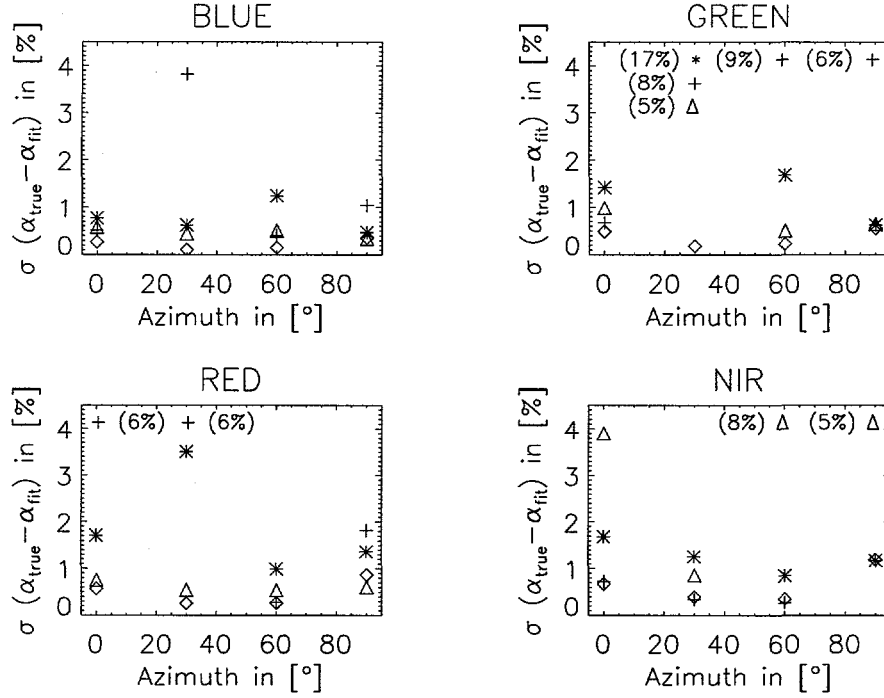 BLUE
σ (α_true−α_fit) in [%]
4
3
2
1
0
0 20 40 60 80
Azimuth in [°]
GREEN
σ (α_true−α_fit) in [%]
4
3
2
1
0
(17%) * (9%) + (6%) +
(8%) +
(5%) △
0 20 40 60 80
Azimuth in [°]
RED
σ (α_true−α_fit) in [%]
4
3
2
1
0
+ (6%) + (6%)
0 20 40 60 80
Azimuth in [°]
NIR
σ (α_true−α_fit) in [%]
4
3
2
1
0
(8%) △ (5%) △
0 20 40 60 80
Azimuth in [°]